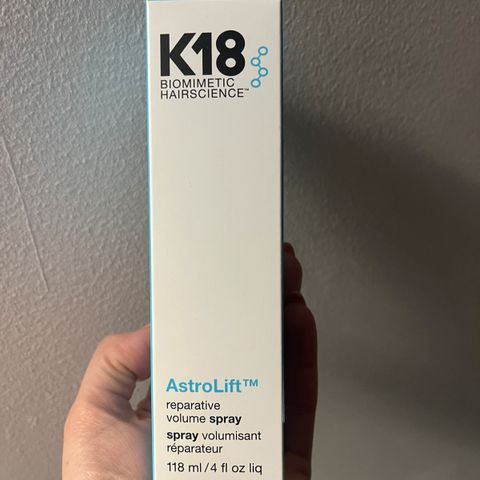 K18
BIOMIMETIC
HAIRSCIENCE™
AstroLift™
reparative
volume spray
spray volumisant
réparateur
118 ml/4 fl oz liq